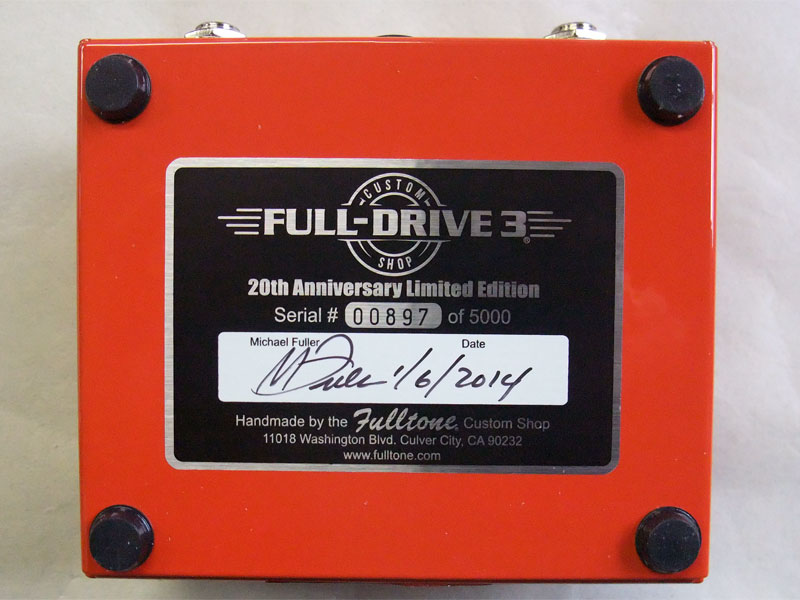 CUSTOM
FULL-DRIVE 3®
SHOP
20th Anniversary Limited Edition
Serial # 00897 of 5000
Michael Fuller Date
M Fuller 1/6/2014
Handmade by the Fulltone® Custom Shop
11018 Washington Blvd. Culver City, CA 90232
www.fulltone.com